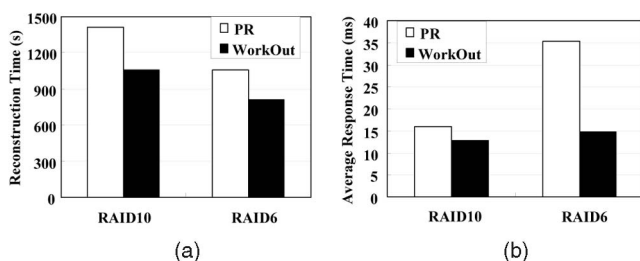 Reconstruction Time (s)
1500
1200
900
600
300
0
PR
WorkOut
RAID10 RAID6
(a)
Average Response Time (ms)
40
35
30
25
20
15
10
5
0
PR
WorkOut
RAID10 RAID6
(b)